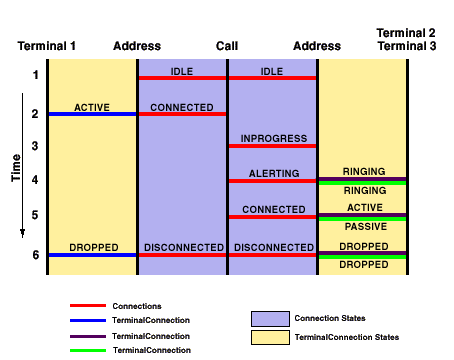 Terminal 2
Terminal 1 Address Call Address Terminal 3
1 IDLE IDLE
2 ACTIVE CONNECTED
3 INPROGRESS
4 ALERTING RINGING
RINGING
5 CONNECTED ACTIVE
PASSIVE
6 DROPPED DISCONNECTED DISCONNECTED DROPPED
DROPPED
Time
Connections
TerminalConnection
TerminalConnection
TerminalConnection
Connection States
TerminalConnection States